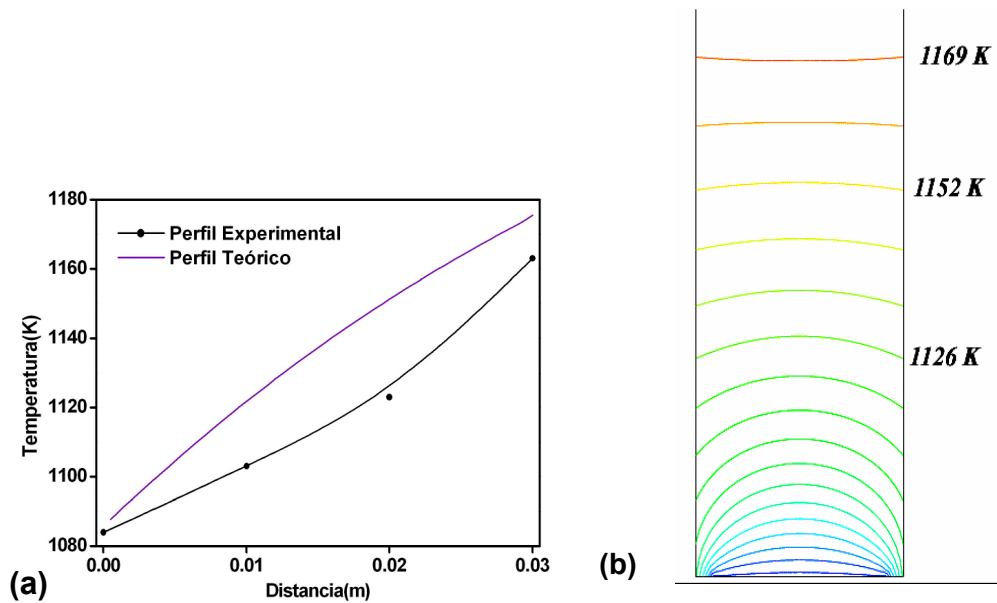 1180
1160
1140
1120
1100
1080
Temperatura(K)
Perfil Experimental
Perfil Teórico
0.00
0.01
0.02
0.03
Distancia(m)
(a)
1169 K
1152 K
1126 K
(b)